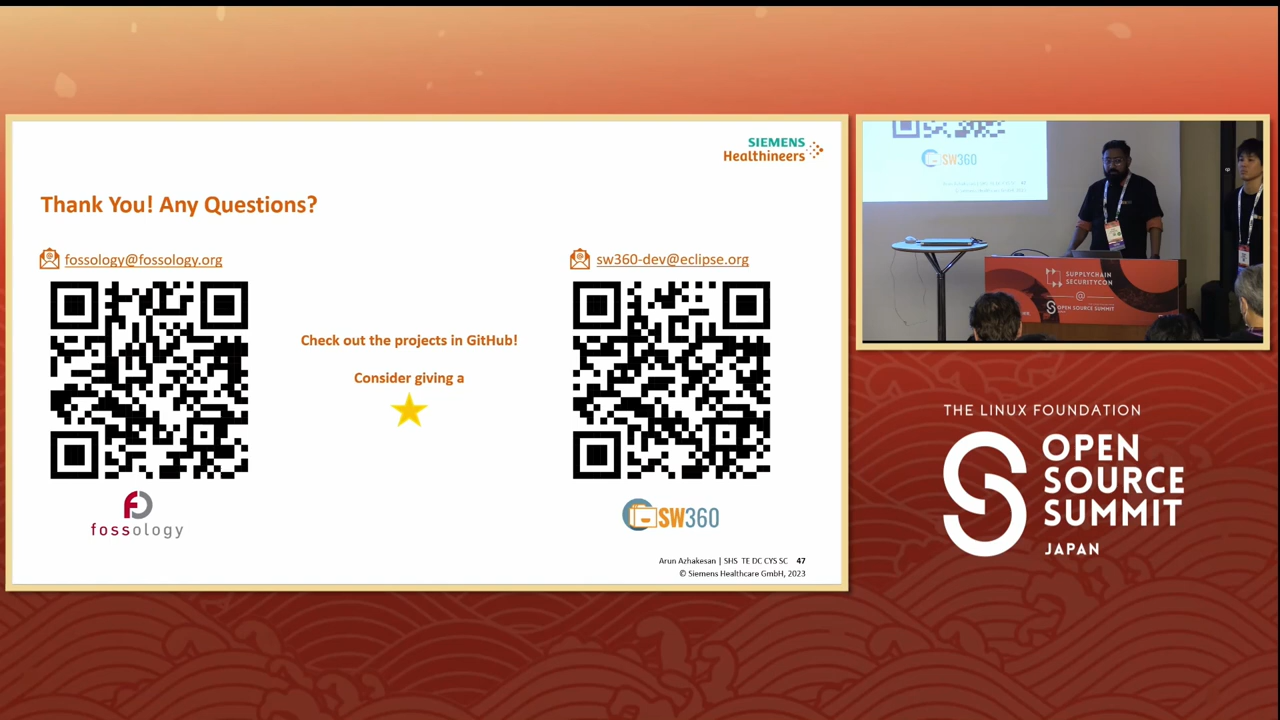 SIEMENS
Healthineers
Thank You! Any Questions?
fossology@fossology.org
sw360-dev@eclipse.org
Check out the projects in GitHub!
Consider giving a
fossology
SW360
Arun Azhakesan | SHS TE DC CYS SC 47
© Siemens Healthcare GmbH, 2023
SW360
SUPPLYCHAIN
SECURITYCON
@
OPEN SOURCE SUMMIT
THE LINUX FOUNDATION
OPEN
SOURCE
SUMMIT
JAPAN